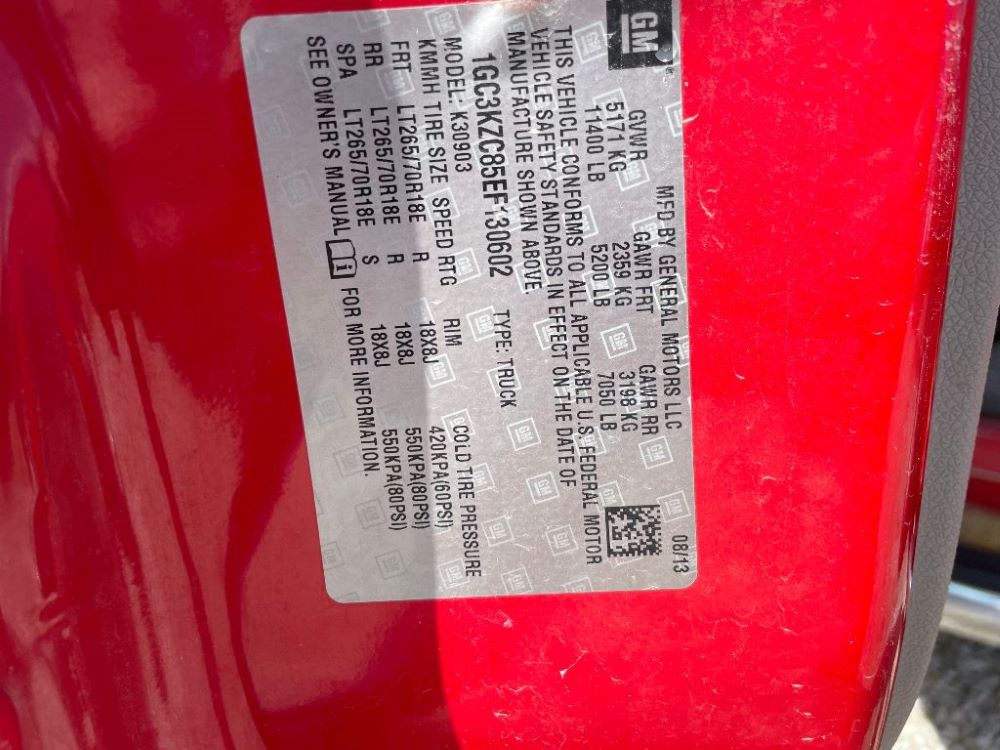 GM
MFD BY GENERAL MOTORS LLC 08/13
GVWR GAWR FRT GAWR RR
5171 KG 2359 KG 3198 KG
11400 LB 5200 LB 7050 LB
THIS VEHICLE CONFORMS TO ALL APPLICABLE U.S. FEDERAL MOTOR
VEHICLE SAFETY STANDARDS IN EFFECT ON THE DATE OF
MANUFACTURE SHOWN ABOVE.
1GC3KZC85EF130602 TYPE: TRUCK
MODEL: K30903
KMMH TIRE SIZE SPEED RTG RIM COLD TIRE PRESSURE
FRT LT265/70R18E R 18X8J 420KPA(60PSI)
RR LT265/70R18E R 18X8J 550KPA(80PSI)
SPA LT265/70R18E S 18X8J 550KPA(80PSI)
SEE OWNER'S MANUAL i FOR MORE INFORMATION.